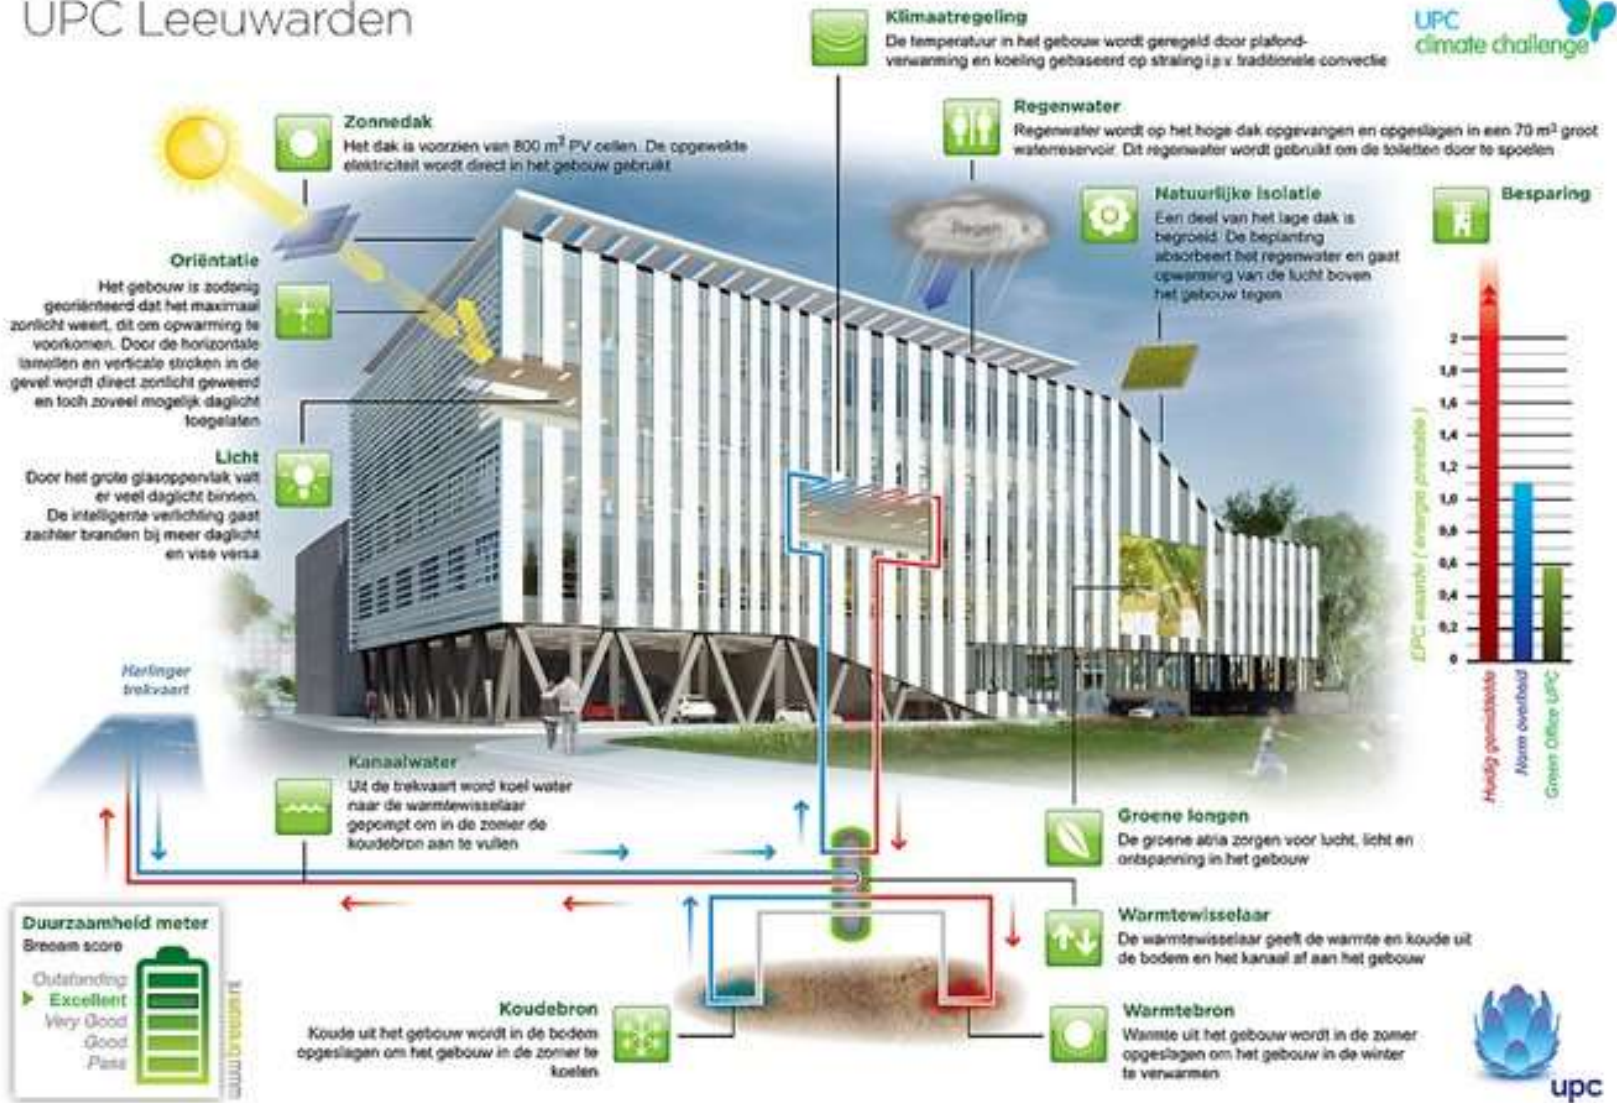 UPC Leeuwarden
Klimaatregeling
De temperatuur in het gebouw wordt geregeld door plafond-
verwarming en koeling gebaseerd op straling i.p.v. traditionele convectie
UPC
climate challenge
Zonnedak
Het dak is voorzien van 800 m² PV cellen. De opgewekte
elektriciteit wordt direct in het gebouw gebruikt
Regenwater
Regenwater wordt op het hoge dak opgevangen en opgeslagen in een 70 m³ groot
waterreservoir. Dit regenwater wordt gebruikt om de toiletten door te spoelen
Regen
Natuurlijke isolatie
Een deel van het lage dak is
begroeid. De beplanting
absorbeert het regenwater en gaat
opwarming van de lucht boven
het gebouw tegen
Besparing
Oriëntatie
Het gebouw is zodanig
georiënteerd dat het maximaal
zonlicht weert, dit om opwarming te
voorkomen. Door de horizontale
lamellen en verticale stroken in de
gevel wordt direct zonlicht geweerd
en toch zoveel mogelijk daglicht
toegelaten
Licht
Door het grote glasoppervlak valt
er veel daglicht binnen.
De intelligente verlichting gaat
zachter branden bij meer daglicht
en vise versa
2
1,8
1,6
1,4
1,2
1,0
0,8
0,6
0,4
0,2
0
EPC waarde ( energie prestatie )
Huidig gemiddelde
Norm overheid
Green Office UPC
Harlinger
trekvaart
Kanaalwater
Uit de trekvaart word koel water
naar de warmtewisselaar
gepompt om in de zomer de
koudebron aan te vullen
Groene longen
De groene atria zorgen voor lucht, licht en
ontspanning in het gebouw
Warmtewisselaar
De warmtewisselaar geeft de warmte en koude uit
de bodem en het kanaal af aan het gebouw
Duurzaamheid meter
Breeam score
Outstanding
Excellent
Very Good
Good
Pass
Koudebron
Koude uit het gebouw wordt in de bodem
opgeslagen om het gebouw in de zomer te
koelen
Warmtebron
Warmte uit het gebouw wordt in de zomer
opgeslagen om het gebouw in de winter
te verwarmen
upc